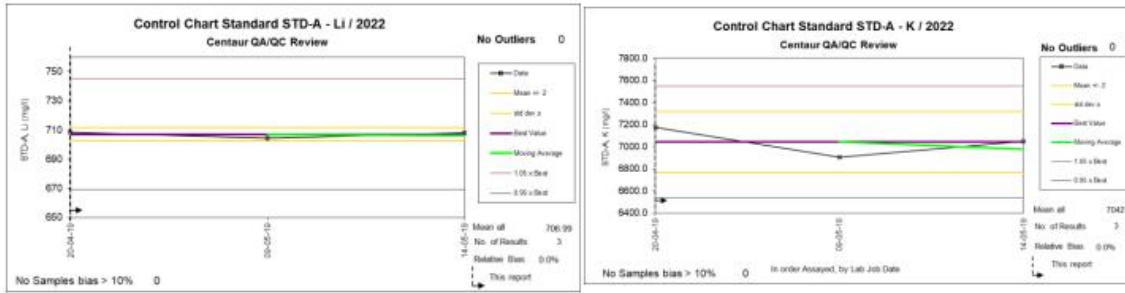 Control Chart Standard STD-A - Li / 2022
Centaur QA/QC Review
No Outliers 0
STD-A, Li (mg/l)
750
730
710
690
670
650
Data
Mean +/- 2
std dev.s
Best Value
Moving Average
1.05 x Best
0.95 x Best
20-04-19
09-05-19
14-05-19
Mean all 706.99
No. of Results 3
Relative Bias 0.0%
This report
No Samples bias > 10% 0
Control Chart Standard STD-A - K / 2022
Centaur QA/QC Review
No Outliers 0
STD-A, K (mg/l)
7800.0
7600.0
7400.0
7200.0
7000.0
6800.0
6600.0
6400.0
Data
Mean +/- 2
std dev.s
Best Value
Moving Average
1.05 x Best
0.95 x Best
20-04-19
09-05-19
14-05-19
Mean all 7042
No. of Results 3
Relative Bias 0.0%
This report
No Samples bias > 10% 0
In order Assayed, by Lab Job Date